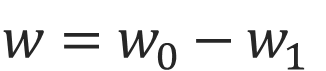 w = w₀ − w₁